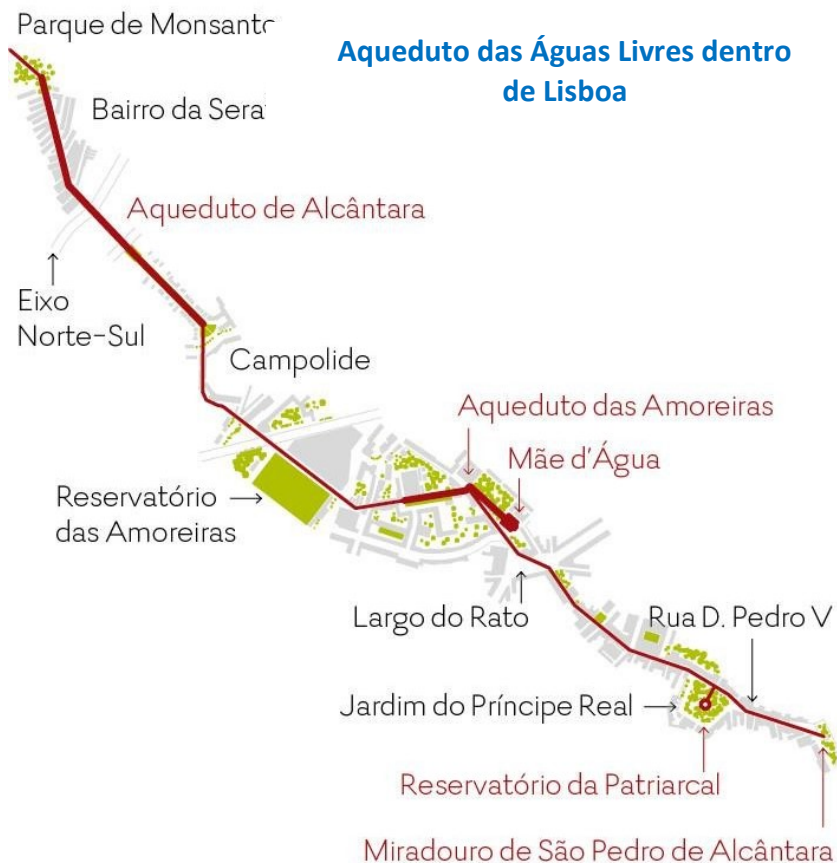 Parque de Monsant
Aqueduto das Águas Livres dentro
de Lisboa
Bairro da Sera
Aqueduto de Alcântara
Eixo
Norte-Sul
Campolide
Aqueduto das Amoreiras
Mãe d'Água
Reservatório
das Amoreiras
Largo do Rato
Rua D. Pedro V
Jardim do Príncipe Real
Reservatório da Patriarcal
Miradouro de São Pedro de Alcântara